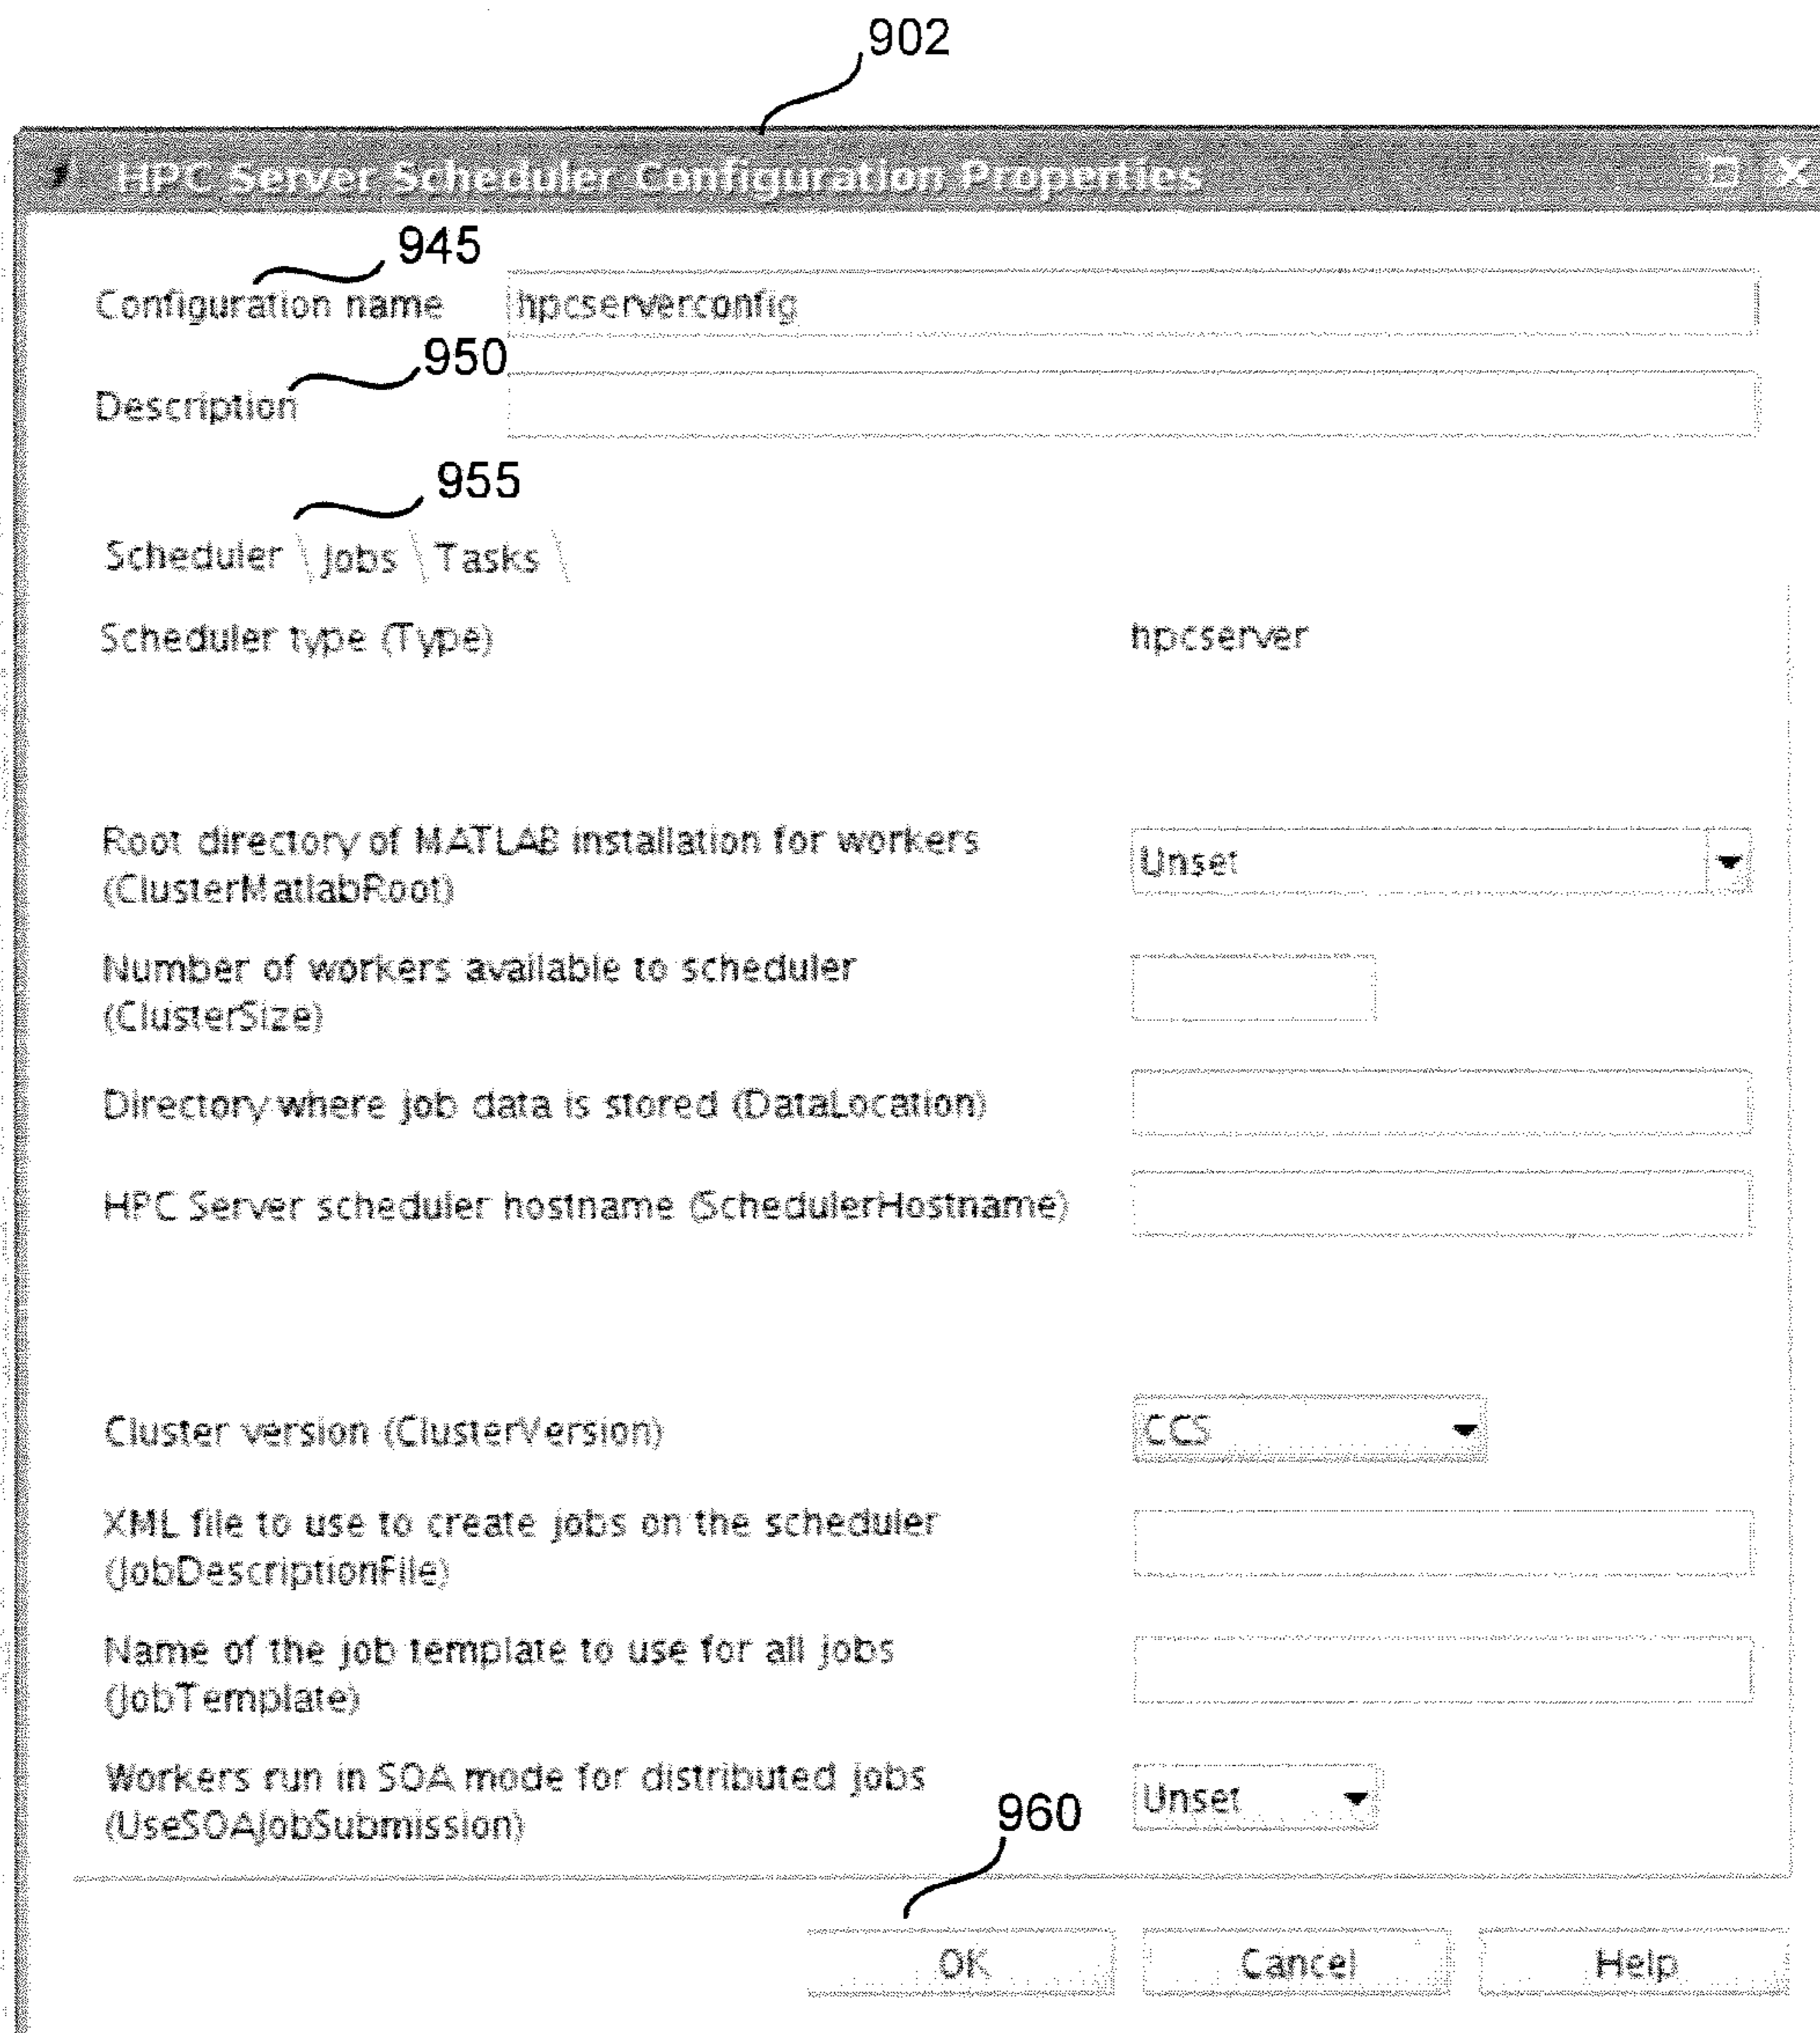 902
HPC Server Scheduler Configuration Properties
945
Configuration name hpcserverconfig
950
Description
955
Scheduler \ Jobs \ Tasks \
Scheduler type (Type) hpcserver
Root directory of MATLAB installation for workers
(ClusterMatlabRoot) Unset
Number of workers available to scheduler
(ClusterSize)
Directory where job data is stored (DataLocation)
HPC Server scheduler hostname (SchedulerHostname)
Cluster version (ClusterVersion) CCS
XML file to use to create jobs on the scheduler
(JobDescriptionFile)
Name of the job template to use for all jobs
(JobTemplate)
Workers run in SOA mode for distributed jobs
(UseSOAJobSubmission) Unset
960
OK Cancel Help